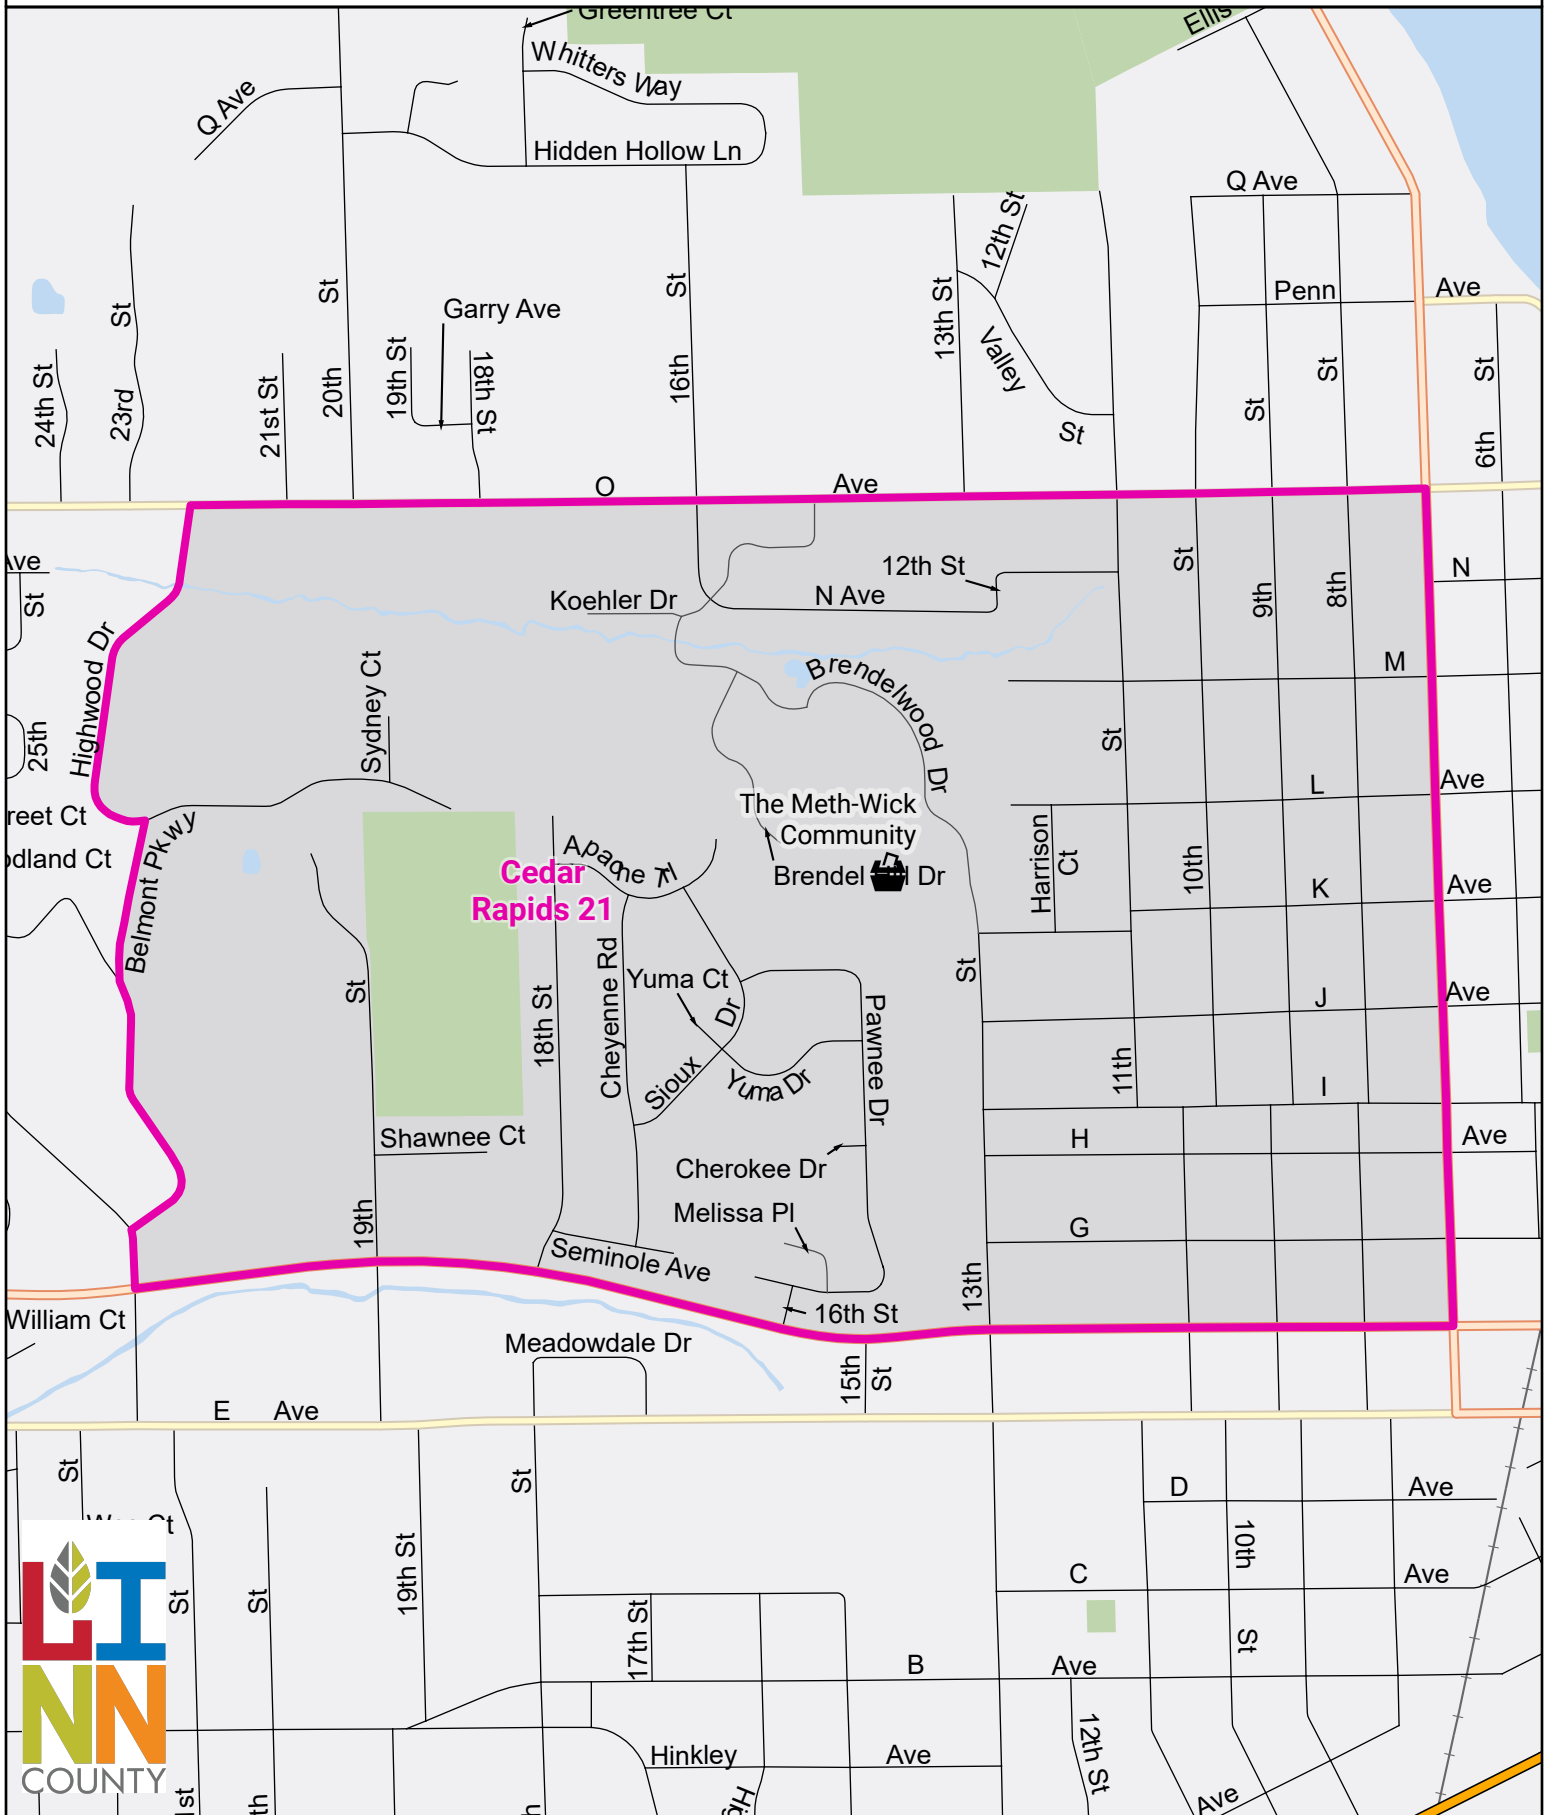 Greentree Ct
Ellis
Whitters Way
Q Ave
Hidden Hollow Ln
Q Ave
12th St
St
St
St
13th St
Penn
Ave
Garry Ave
Valley
St
St
St
24th St
23rd
21st St
20th
19th St
18th St
16th
St
St
6th
O
Ave
Ave
St
12th St
St
N
Koehler Dr
N Ave
9th
8th
Highwood Dr
Sydney Ct
Brendelwood Dr
M
25th
St
L
Ave
reet Ct
The Meth-Wick
Community
dland Ct
Belmont Pkwy
Apache Trl
Harrison
Ct
10th
Cedar
Rapids 21
Brendel
Dr
K
Ave
St
18th St
Cheyenne Rd
Yuma Ct
Dr
Pawnee Dr
St
J
Ave
Sioux
Yuma Dr
11th
I
Shawnee Ct
H
Ave
Cherokee Dr
Melissa Pl
19th
G
Seminole Ave
13th
William Ct
16th St
Meadowdale Dr
15th
St
E
Ave
St
St
D
Ave
Ct
19th St
10th
St
St
C
Ave
17th St
St
B
Ave
LINN
COUNTY
12th St
Hinkley
Ave
Ave